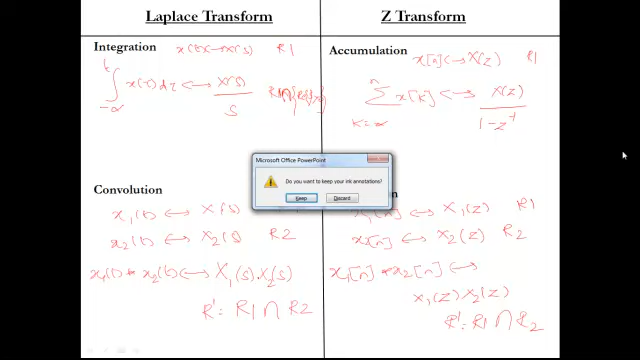 Laplace Transform
Z Transform
Integration x(t)↔X(s) R1
∫ -∞ t x(τ) dτ ↔ X(s) / S
Accumulation
x[n]↔X(z) R1
n ∑ K=-∞ x[k] ↔ X(z) / 1-z⁻¹
Microsoft Office PowerPoint
Do you want to keep your ink annotations?
Keep Discard
Convolution
x₁(t) ↔ X₁(s)
x₂(t) ↔ X₂(s) R2
x₁(t) * x₂(t) ↔ X₁(s).X₂(s)
R' = R1 ∩ R2
x₁[n] ↔ X₁(z) R1
x₂[n] ↔ X₂(z) R2
x₁[n] * x₂[n] ↔
X₁(z) X₂(z)
R' = R1 ∩ R2